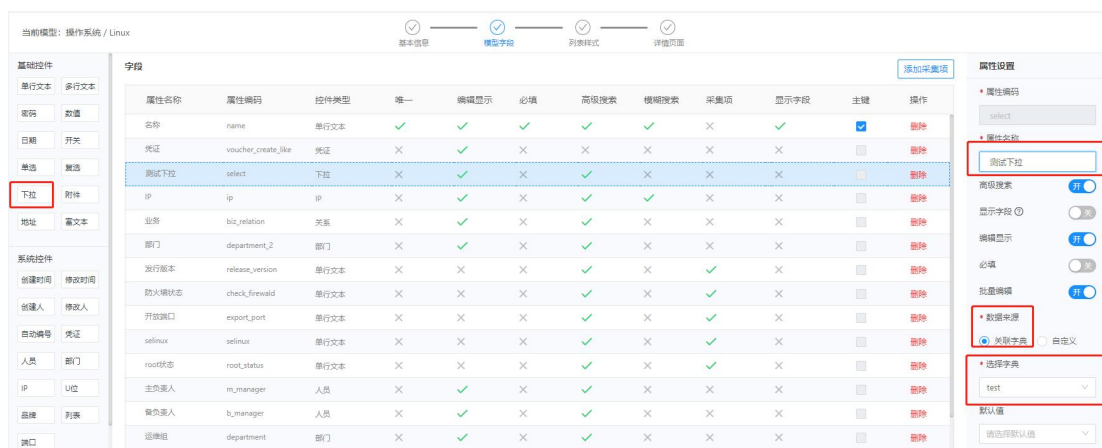 当前模型：操作系统 / Linux
基本信息
模型字段
列表样式
详情页面
基础控件
单行文本 多行文本
密码 数值
日期 开关
单选 复选
下拉 附件
地址 富文本
系统控件
创建时间 修改时间
创建人 修改人
自动编号 凭证
人员 部门
IP U位
品牌 列表
端口
字段
添加采集项
属性名称 属性编码 控件类型 唯一 编辑显示 必填 高级搜索 模糊搜索 采集项 显示字段 主键 操作
名称 name 单行文本 删除
凭证 voucher_create_like 凭证 删除
测试下拉 select 下拉 删除
IP ip IP 删除
业务 biz_relation 关系 删除
部门 department_2 部门 删除
发行版本 release_version 单行文本 删除
防火墙状态 check_firewald 单行文本 删除
开放端口 export_port 单行文本 删除
selinux selinux 单行文本 删除
root状态 root_status 单行文本 删除
主负责人 m_manager 人员 删除
备负责人 b_manager 人员 删除
运维组 department 部门 删除
属性设置
* 属性编码
select
* 属性名称
测试下拉
高级搜索 开
显示字段 关
编辑显示 开
必填 关
批量编辑 开
* 数据来源
关联字典 自定义
* 选择字典
test
默认值
请选择默认值